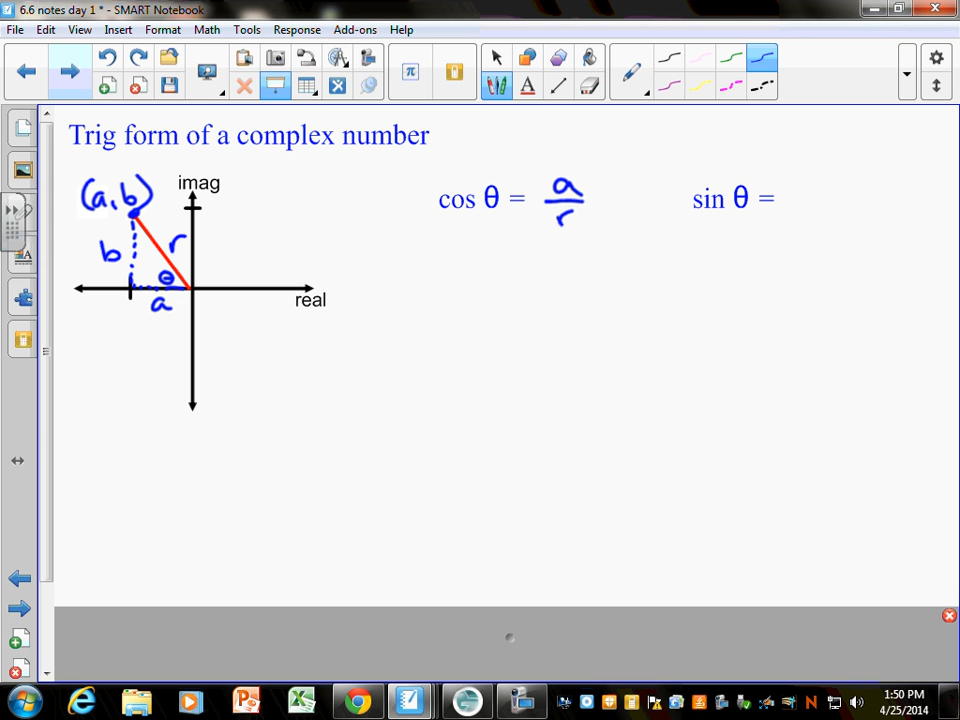 6.6 notes day 1 * - SMART Notebook
File Edit View Insert Format Math Tools Response Add-ons Help
Trig form of a complex number
(a, b)
imag
cos θ = a/r
sin θ =
b
r
θ
a
real
1:50 PM
4/25/2014